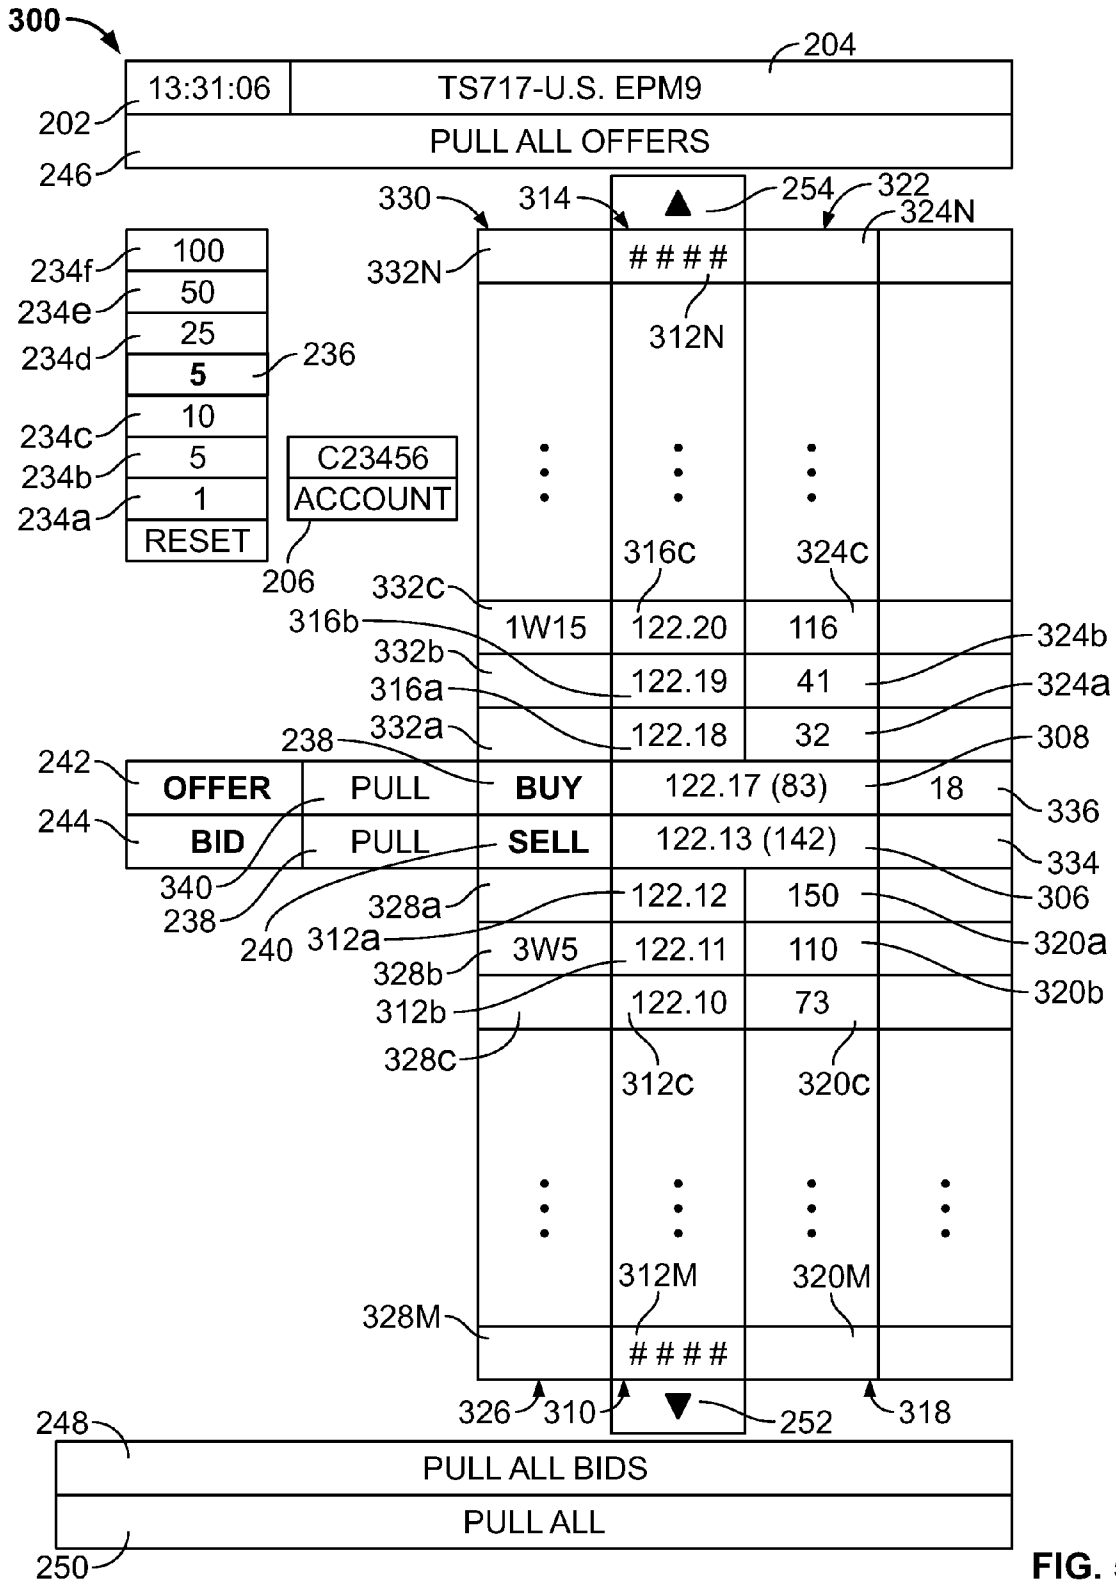 300
204
13:31:06 TS717-U.S. EPM9
202
PULL ALL OFFERS
246
330 314 254 322
324N
100
# # # #
234f
332N
50
234e
312N
25
234d
236
5
10
234c
C23456
5
234b
ACCOUNT
1
234a
RESET
316c 324c
206
332c
316b
1W15 122.20 116
324b
332b
122.19 41
316a
324a
332a
122.18 32
238
308
242
OFFER PULL BUY 122.17 (83) 18
336
244
BID PULL SELL 122.13 (142)
334
340
306
328a
122.12 150
238
240
312a
320a
3W5 122.11 110
328b
320b
312b
122.10 73
328c
312c 320c
312M 320M
328M
# # # #
326 310 252 318
248
PULL ALL BIDS
PULL ALL
250
FIG.